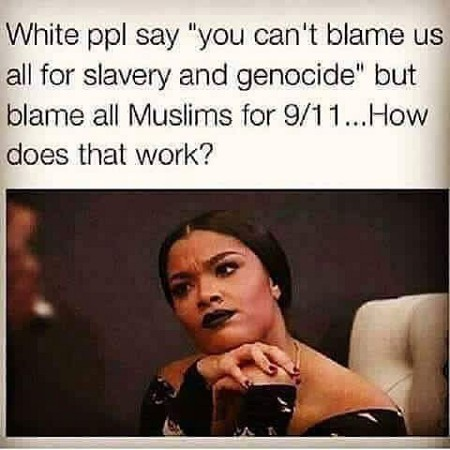 White ppl say "you can't blame us
all for slavery and genocide" but
blame all Muslims for 9/11...How
does that work?